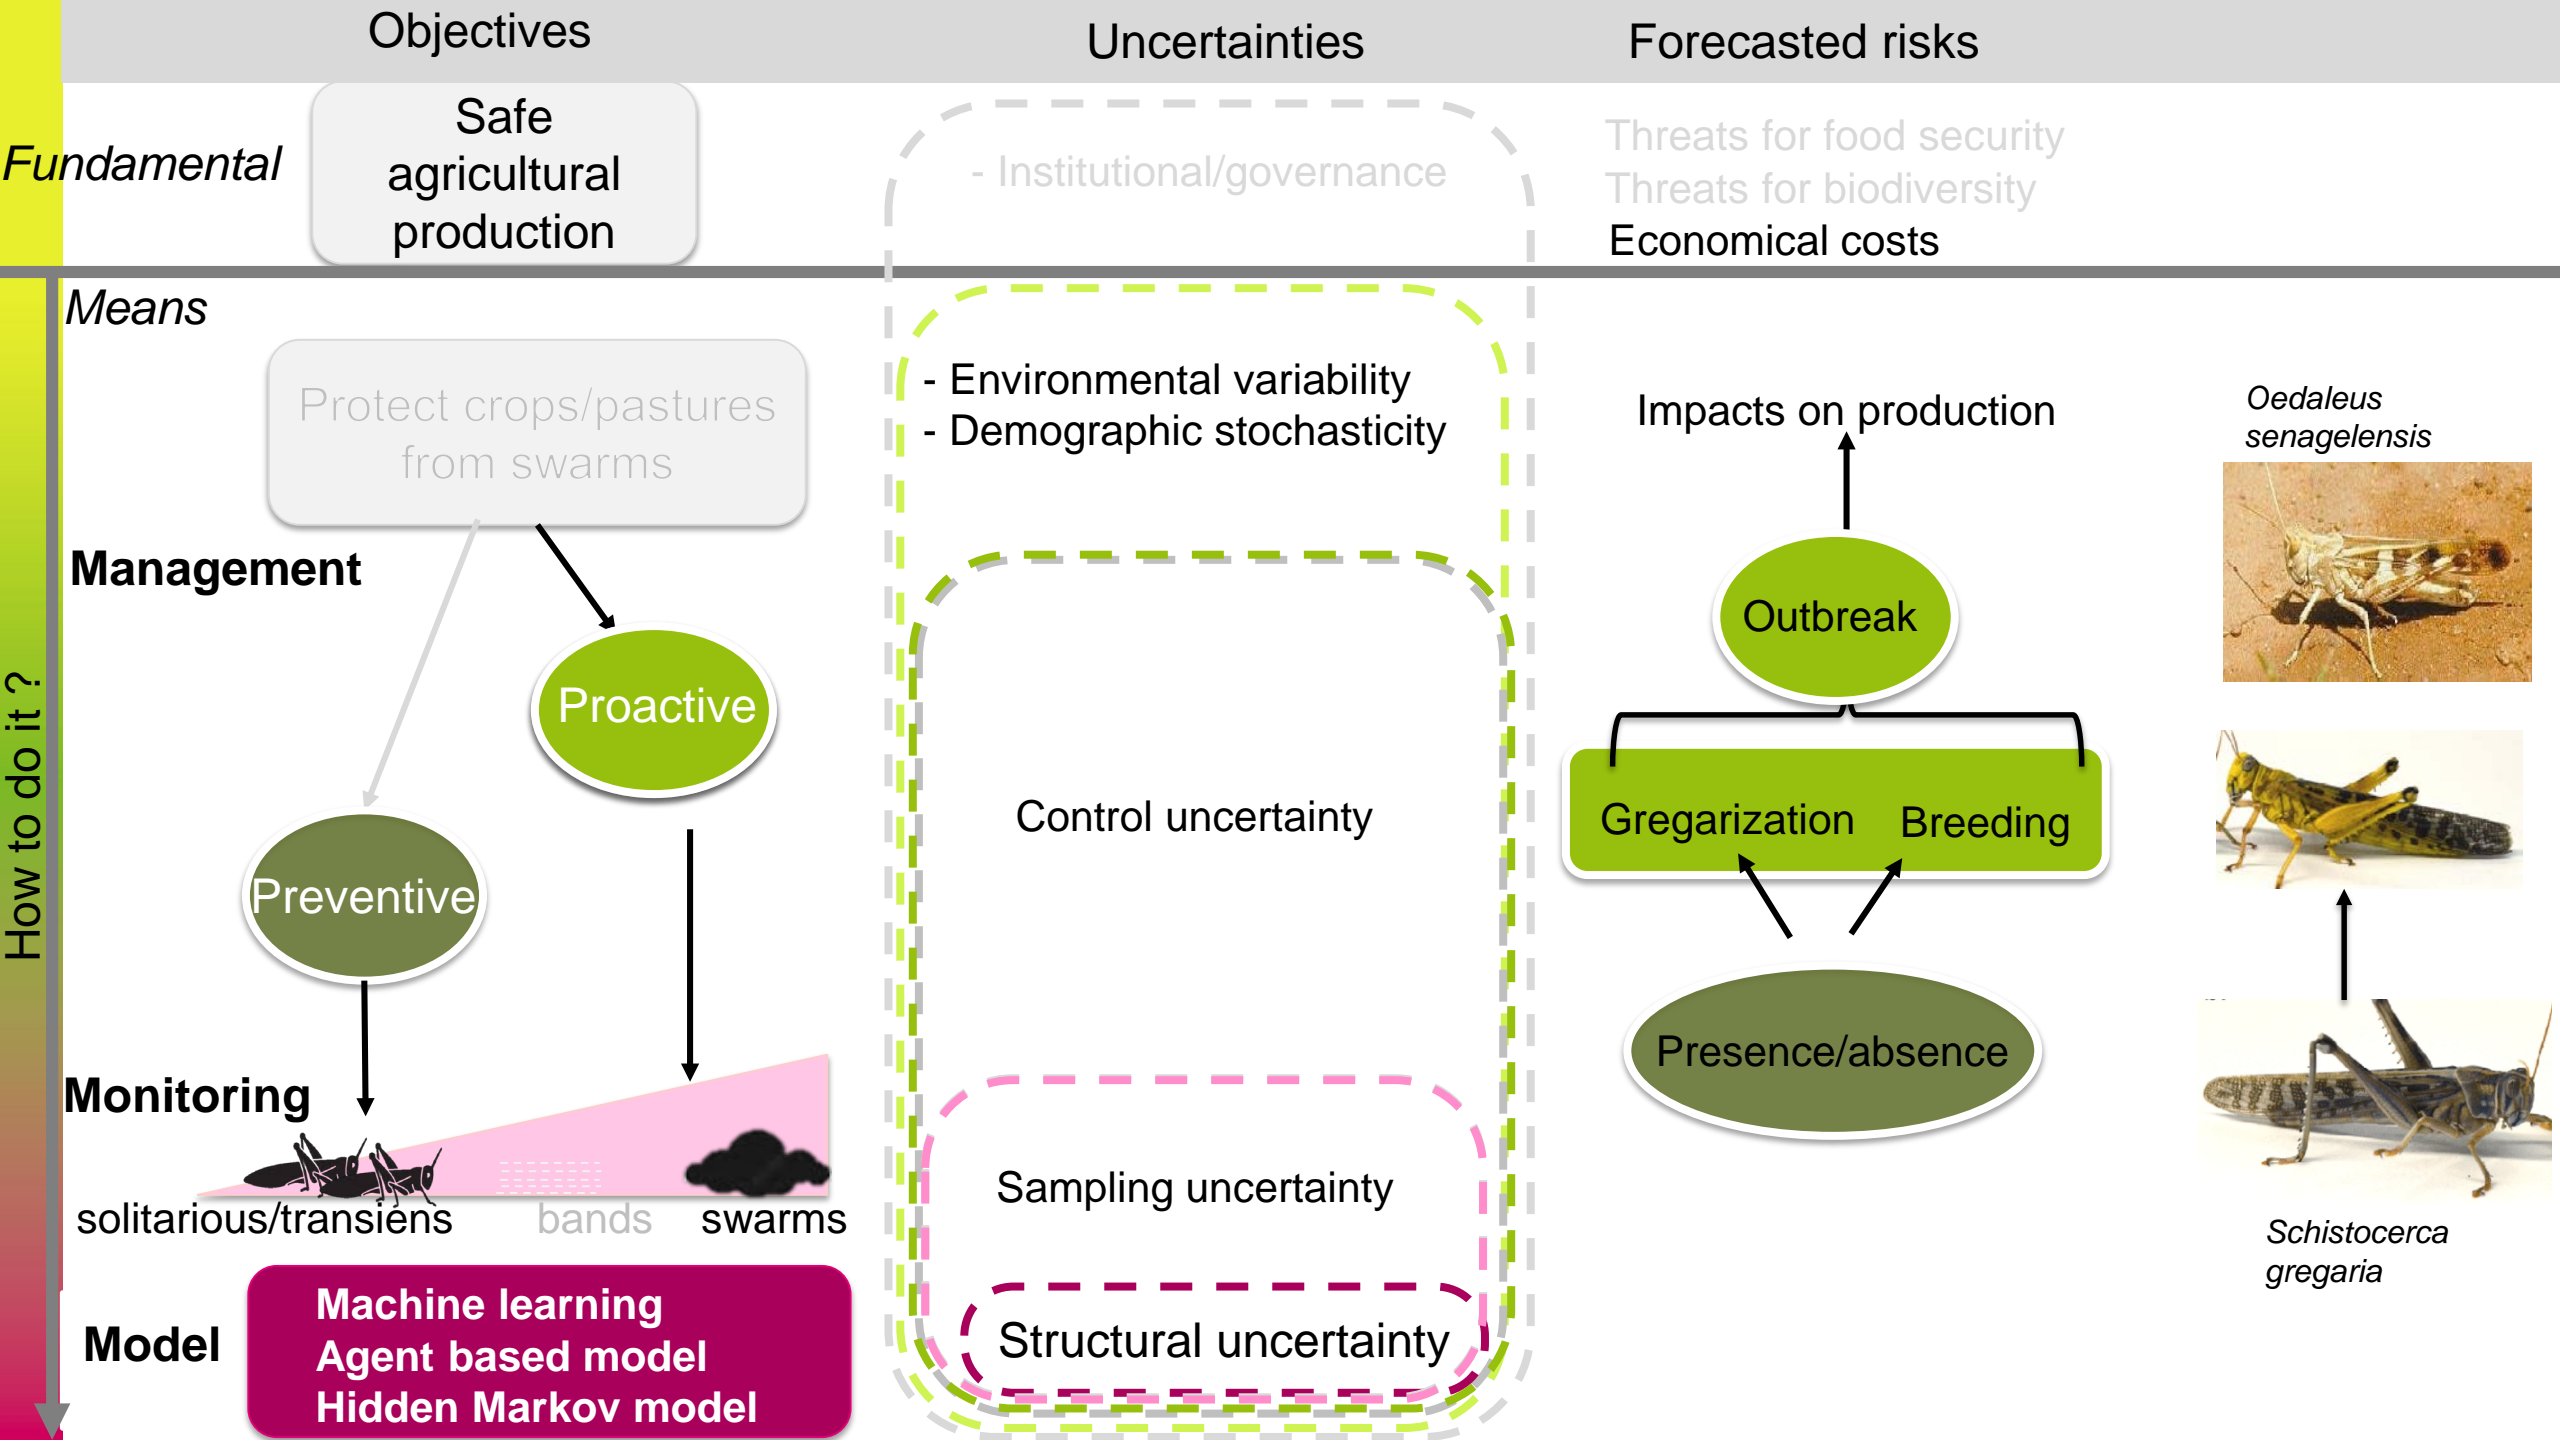 Objectives
Uncertainties
Forecasted risks
Fundamental
Safe
agricultural
production
- Institutional/governance
Threats for food security
Threats for biodiversity
Economical costs
Means
Protect crops/pastures
from swarms
- Environmental variability
- Demographic stochasticity
Impacts on production
Oedaleus
senagelensis
Management
Outbreak
Proactive
How to do it ?
Control uncertainty
Gregarization
Breeding
Preventive
Presence/absence
Monitoring
Sampling uncertainty
solitarious/transiens
bands
swarms
Schistocerca
gregaria
Model
Machine learning
Agent based model
Hidden Markov model
Structural uncertainty